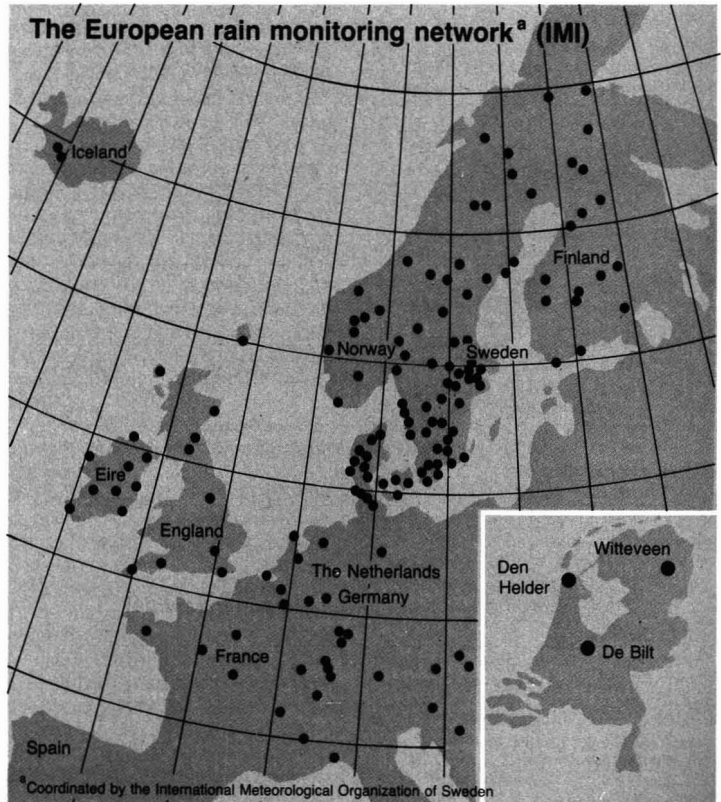 The European rain monitoring network a (IMI)
Iceland
Finland
Norway
Sweden
Eire
England
The Netherlands
Germany
France
Spain
Witteveen
Den
Helder
De Bilt
a Coordinated by the International Meteorological Organization of Sweden